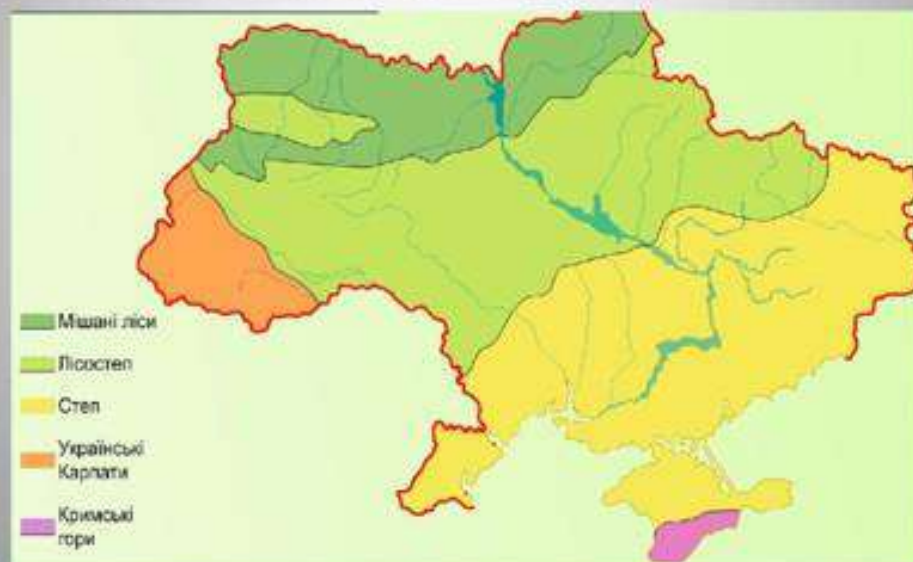 Мішані ліси
Лісостеп
Степ
Українські
Карпати
Кримські
гори